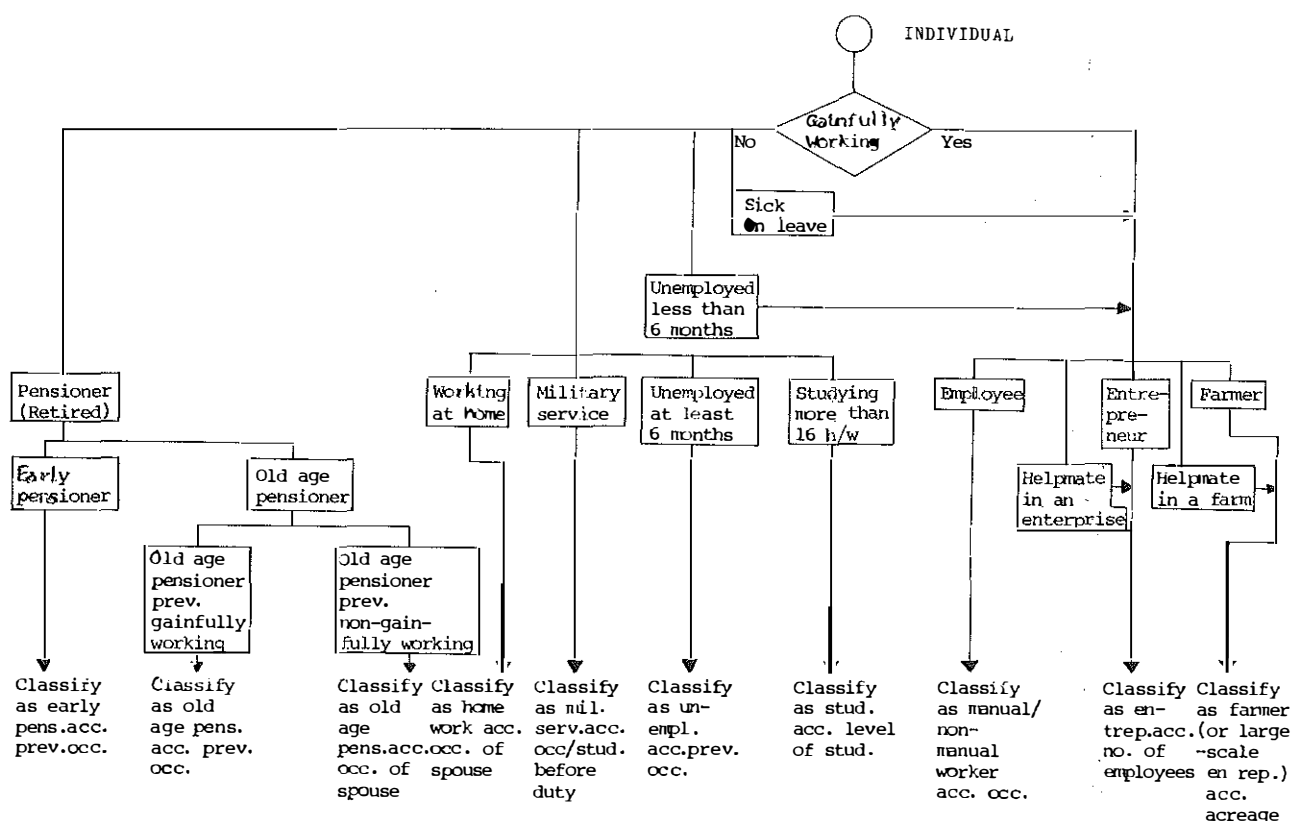 INDIVIDUAL
Gainfully
Working
No
Yes
Sick
On leave
Unemployed
less than
6 months
Pensioner
(Retired)
Working
at home
Military
service
Unemployed
at least
6 months
Studying
more than
16 h/w
Employee
Entre-
pre-
neur
Farmer
Early
pensioner
Old age
pensioner
Helpmate
in an
enterprise
Helpmate
in a farm
Old age
pensioner
prev.
gainfully
working
Old age
pensioner
prev.
non-gain-
fully working
Classify
as early
pens.acc.
prev.occ.
Classify
as old
age pens.
acc. prev.
occ.
Classify
as old
age
pens.acc.
occ. of
spouse
Classify
as home
work acc.
occ. of
spouse
Classify
as mil.
serv.acc.
occ/stud.
before
duty
Classify
as un-
empl.
acc.prev.
occ.
Classify
as stud.
acc. level
of stud.
Classify
as manual/
non-
manual
worker
acc. occ.
Classify
as en-
trep.acc.
no. of
employees
Classify
as farmer
(or large
-scale
en rep.)
acc.
acreage